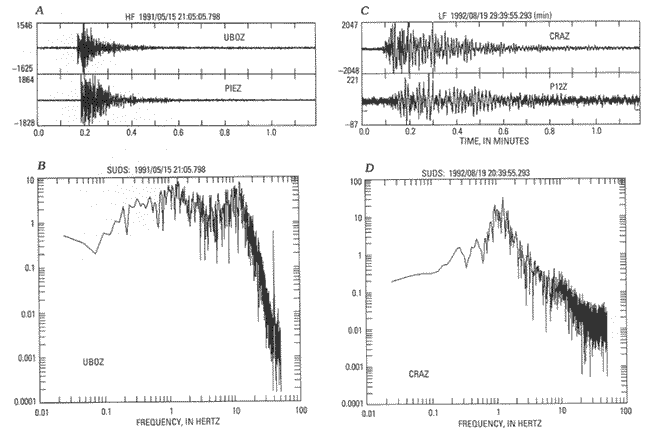 A
HF 1991/05/15 21:05:05.798
1546
UBOZ
-1625
1864
PIEZ
-1828
0.0 0.2 0.4 0.6 0.8 1.0
C
LF 1992/08/19 29:39:55.293 (min)
2047
CRAZ
-2048
221
P12Z
-87
0.0 0.2 0.4 0.6 0.8 1.0
TIME, IN MINUTES
B
SUDS: 1991/05/15 21:05.798
10
1
0.1
0.01
0.001
0.0001
UBOZ
0.01 0.1 1 10 100
FREQUENCY, IN HERTZ
D
SUDS: 1992/08/19 20:39:55.293
100
10
1
0.1
0.01
0.001
0.0001
CRAZ
0.01 0.1 1 10 100
FREQUENCY, IN HERTZ